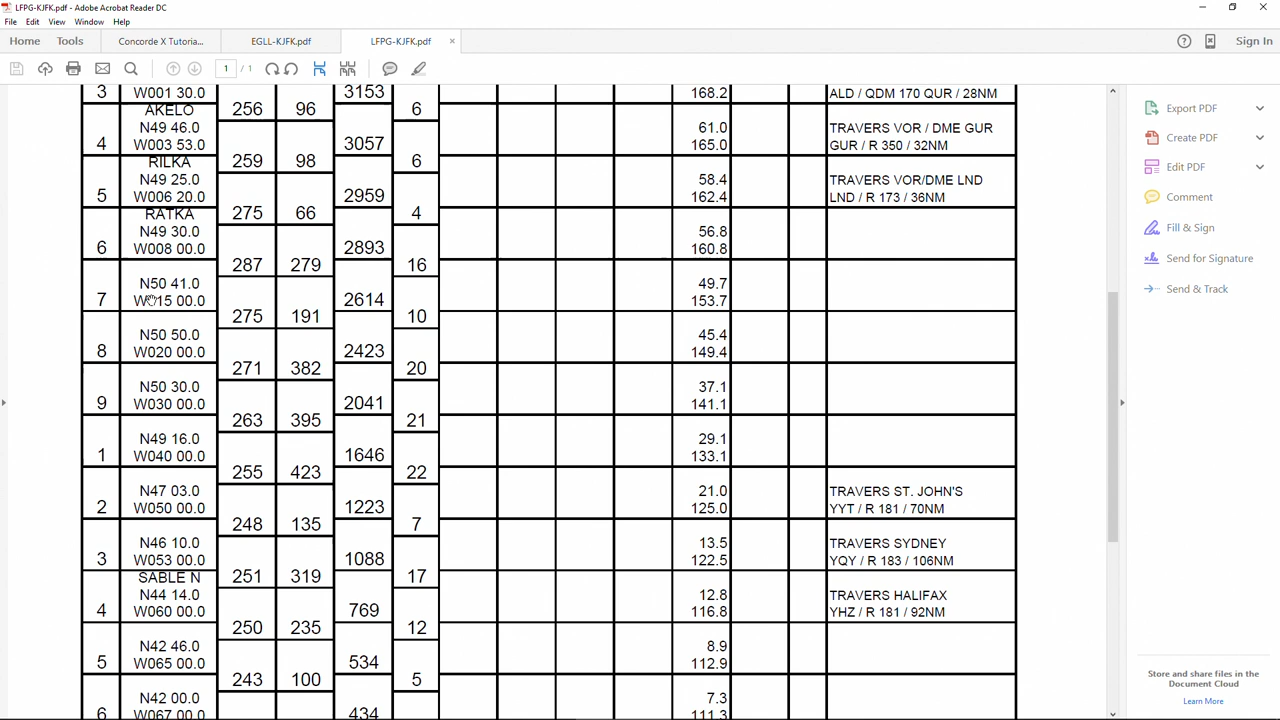 LFPG-KJFK.pdf - Adobe Acrobat Reader DC
File Edit View Window Help
Home Tools Concorde X Tutoria... EGLL-KJFK.pdf LFPG-KJFK.pdf × Sign In
1 / 1
3 W001 30.0 256 96 3153 6 168.2 ALD / QDM 170 QUR / 28NM
AKELO
N49 46.0 61.0 TRAVERS VOR / DME GUR
4 W003 53.0 259 98 3057 6 165.0 GUR / R 350 / 32NM
RILKA
N49 25.0 58.4 TRAVERS VOR/DME LND
5 W006 20.0 275 66 2959 4 162.4 LND / R 173 / 36NM
RATKA
N49 30.0 56.8
6 W008 00.0 287 279 2893 16 160.8
N50 41.0 49.7
7 W015 00.0 275 191 2614 10 153.7
N50 50.0 45.4
8 W020 00.0 271 382 2423 20 149.4
N50 30.0 37.1
9 W030 00.0 263 395 2041 21 141.1
N49 16.0 29.1
1 W040 00.0 255 423 1646 22 133.1
N47 03.0 21.0 TRAVERS ST. JOHN'S
2 W050 00.0 248 135 1223 7 125.0 YYT / R 181 / 70NM
N46 10.0 13.5 TRAVERS SYDNEY
3 W053 00.0 251 319 1088 17 122.5 YQY / R 183 / 106NM
SABLE N
N44 14.0 12.8 TRAVERS HALIFAX
4 W060 00.0 250 235 769 12 116.8 YHZ / R 181 / 92NM
N42 46.0 8.9
5 W065 00.0 243 100 534 5 112.9
N42 00.0 7.3
6 W067 00.0 434 111.3
Export PDF
Create PDF
Edit PDF
Comment
Fill & Sign
Send for Signature
Send & Track
Store and share files in the
Document Cloud
Learn More